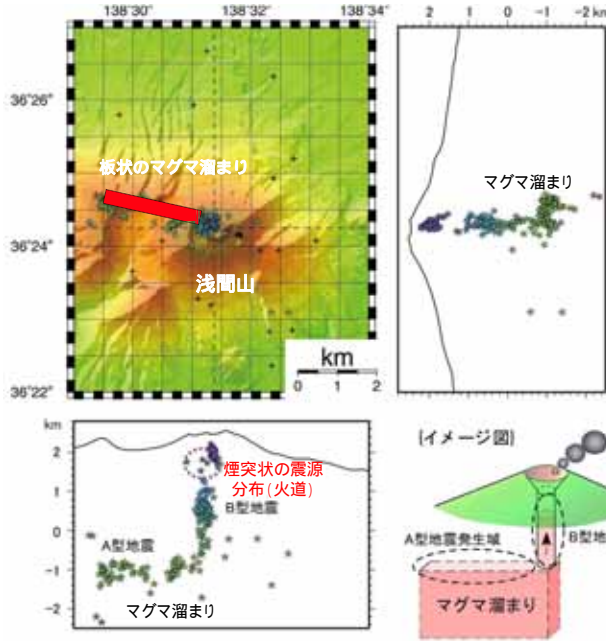 138°30' 138°32' 138°34'
36°26'
36°24'
36°22'
板状のマグマ溜まり
浅間山
km
0 1 2
2 1 0 -1 -2 km
マグマ溜まり
km
2
1
0
-1
-2
煙突状の震源
分布(火道)
B型地震
A型地震
マグマ溜まり
(イメージ図)
A型地震発生域
B型地
マグマ溜まり